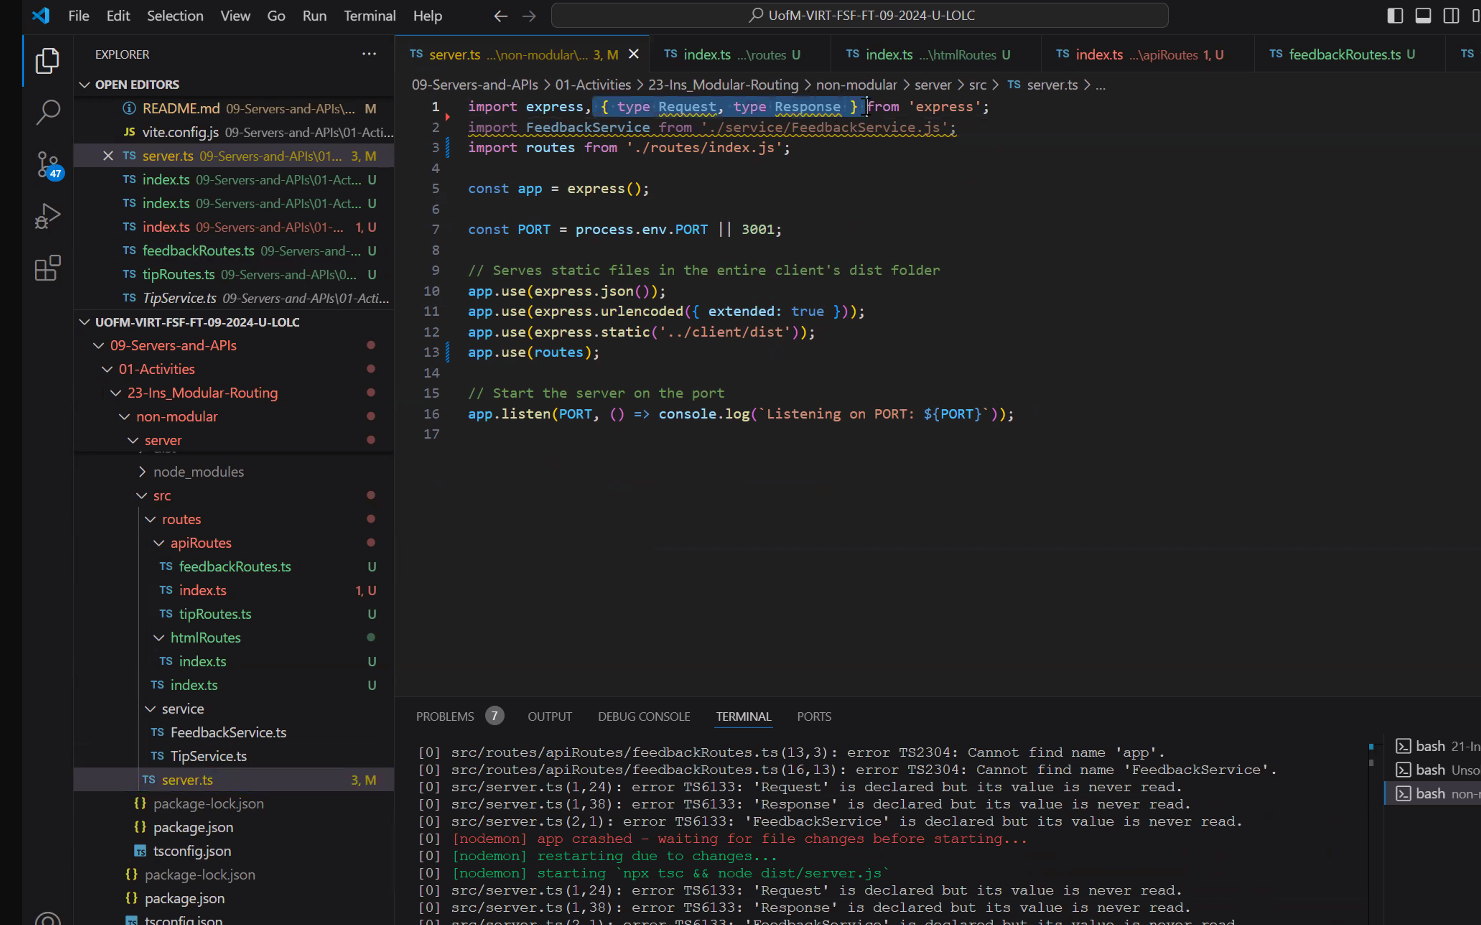 File Edit Selection View Go Run Terminal Help
UofM-VIRT-FSF-FT-09-2024-U-LOLC
EXPLORER
OPEN EDITORS
README.md 09-Servers-and-APIs\01-Acti... M
vite.config.js 09-Servers-and-APIs\01-A...
server.ts 09-Servers-and-APIs\01... 3, M
index.ts 09-Servers-and-APIs\01-Act... U
index.ts 09-Servers-and-APIs\01-Act... U
index.ts 09-Servers-and-APIs\01-... 1, U
feedbackRoutes.ts 09-Servers-and-... U
tipRoutes.ts 09-Servers-and-APIs\0... U
TipService.ts 09-Servers-and-APIs\01-Acti...
47
UOFM-VIRT-FSF-FT-09-2024-U-LOLC
09-Servers-and-APIs
01-Activities
23-Ins_Modular-Routing
non-modular
server
node_modules
src
routes
apiRoutes
TS feedbackRoutes.ts U
TS index.ts 1, U
TS tipRoutes.ts U
htmlRoutes
TS index.ts U
TS index.ts U
service
TS FeedbackService.ts
TS TipService.ts
TS server.ts 3, M
{} package-lock.json
{} package.json
tsconfig.json
{} package-lock.json
{} package.json
tsconfig.json
TS server.ts ...\non-modular\... 3, M TS index.ts ...\routes U TS index.ts ...\htmlRoutes U TS index.ts ...\apiRoutes 1, U TS feedbackRoutes.ts U TS
09-Servers-and-APIs > 01-Activities > 23-Ins_Modular-Routing > non-modular > server > src > TS server.ts > ...
1 import express, { type Request, type Response } from 'express';
2 import FeedbackService from './service/FeedbackService.js';
3 import routes from './routes/index.js';
4
5 const app = express();
6
7 const PORT = process.env.PORT || 3001;
8
9 // Serves static files in the entire client's dist folder
10 app.use(express.json());
11 app.use(express.urlencoded({ extended: true }));
12 app.use(express.static('../client/dist'));
13 app.use(routes);
14
15 // Start the server on the port
16 app.listen(PORT, () => console.log(`Listening on PORT: ${PORT}`));
17
PROBLEMS 7 OUTPUT DEBUG CONSOLE TERMINAL PORTS
[0] src/routes/apiRoutes/feedbackRoutes.ts(13,3): error TS2304: Cannot find name 'app'.
[0] src/routes/apiRoutes/feedbackRoutes.ts(16,13): error TS2304: Cannot find name 'FeedbackService'.
[0] src/server.ts(1,24): error TS6133: 'Request' is declared but its value is never read.
[0] src/server.ts(1,38): error TS6133: 'Response' is declared but its value is never read.
[0] src/server.ts(2,1): error TS6133: 'FeedbackService' is declared but its value is never read.
[0] [nodemon] app crashed - waiting for file changes before starting...
[0] [nodemon] restarting due to changes...
[0] [nodemon] starting `npx tsc && node dist/server.js`
[0] src/server.ts(1,24): error TS6133: 'Request' is declared but its value is never read.
[0] src/server.ts(1,38): error TS6133: 'Response' is declared but its value is never read.
[0] src/server.ts(2,1): error TS6133: 'FeedbackService' is declared but its value is never read.
bash 21-In
bash Unso
bash non-m